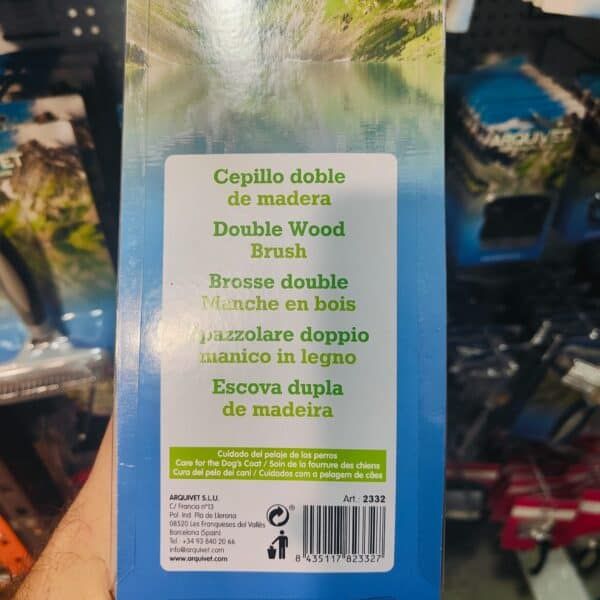 Cepillo doble
de madera
Double Wood
Brush
Brosse double
Manche en bois
pazzolare doppio
manico in legno
Escova dupla
de madeira
Cuidado del pelaje de los perros
Care for the Dog's Coat / Soin de la fourrure des chiens
Cura del pelo dei cani / Cuidados com a pelagem de cães
ARQUIVET S.L.U.
C/ Francia nº13
Pol. Ind. Pla de Llerona
08520 Les Franqueses del Vallés
Barcelona (Spain)
Tel.: +34 93 840 20 66
info@arquivet.com
www.arquivet.com
Art.: 2332
8 435117 823327
ARQUIVET
ARQUIVET